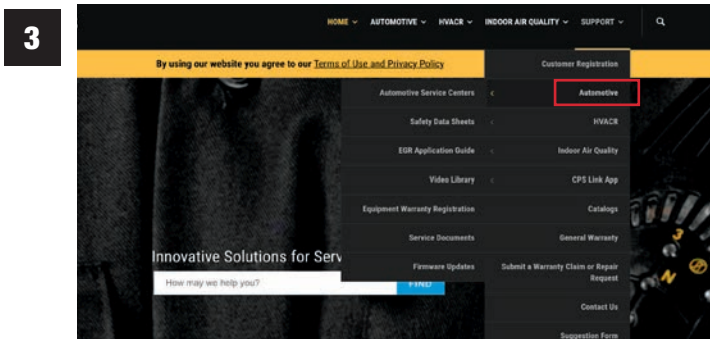 3
HOME AUTOMOTIVE HVACR INDOOR AIR QUALITY SUPPORT
By using our website you agree to our Terms of Use and Privacy Policy
Customer Registration
Automotive Service Centers
Automotive
Safety Data Sheets
HVACR
EGR Application Guide
Indoor Air Quality
Video Library
CPS Link App
Equipment Warranty Registration
Catalogs
Service Documents
General Warranty
Innovative Solutions for Serv
Firmware Updates
Submit a Warranty Claim or Repair
Request
How may we help you?
FIND
Contact Us
Suggestion Form
3
N